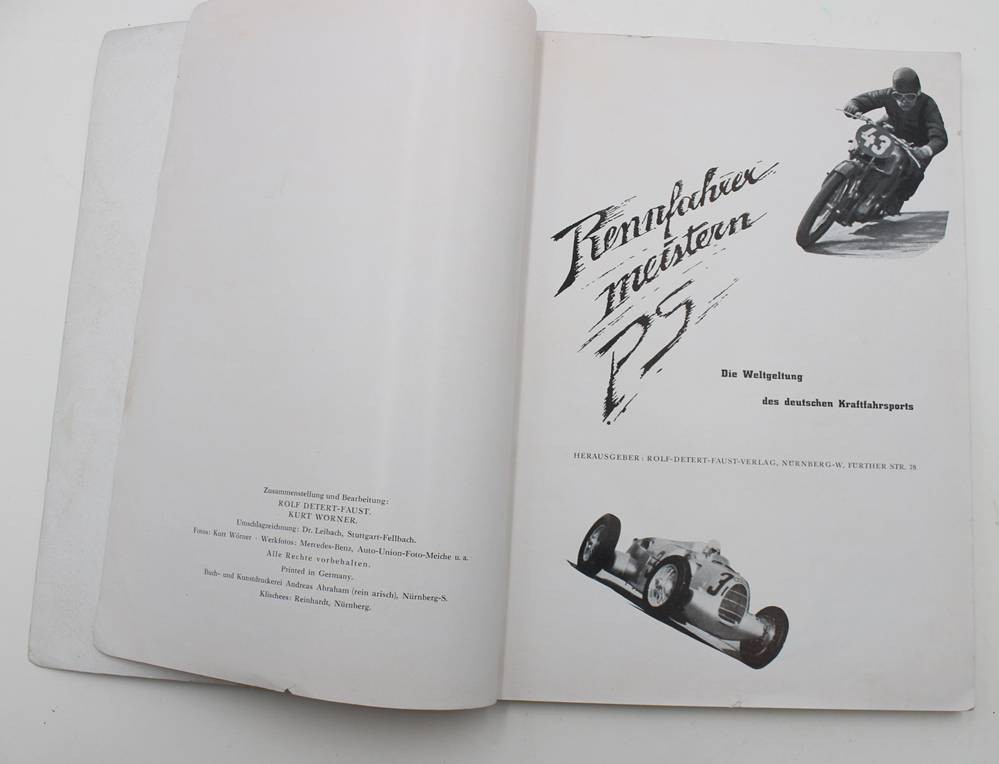 Zusammenstellung und Bearbeitung:
ROLF DETERT-FAUST.
KURT WÖRNER.
Umschlagzeichnung: Dr. Leibach, Stuttgart-Fellbach.
Fotos: Kurt Wörner · Werkfotos: Mercedes-Benz, Auto-Union-Foto-Meiche u. a.
Alle Rechte vorbehalten.
Printed in Germany.
Buch- und Kunstdruckerei Andreas Abraham (rein arisch), Nürnberg-S.
Klischees: Reinhardt, Nürnberg.
43
Rennfahrer
meistern
P.S.
Die Weltgeltung
des deutschen Kraftfahrsports
HERAUSGEBER: ROLF-DETERT-FAUST-VERLAG, NÜRNBERG-W, FÜRTHER STR. 78